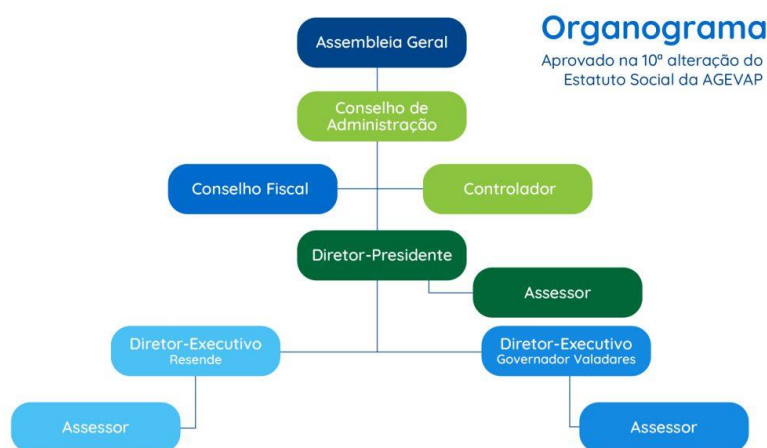 Organograma
Aprovado na 10ª alteração do
Estatuto Social da AGEVAP
Assembleia Geral
Conselho de
Administração
Conselho Fiscal
Controlador
Diretor-Presidente
Assessor
Diretor-Executivo
Resende
Diretor-Executivo
Governador Valadares
Assessor
Assessor